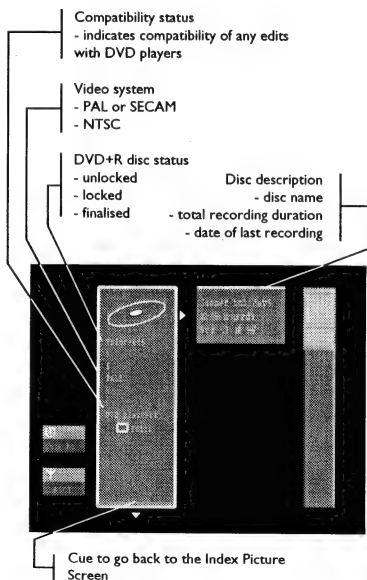 Compatibility status
- indicates compatibility of any edits
with DVD players
Video system
- PAL or SECAM
- NTSC
DVD+R disc status
- unlocked
- locked
- finalised
Disc description
- disc name
- total recording duration
- date of last recording
Cue to go back to the Index Picture
Screen